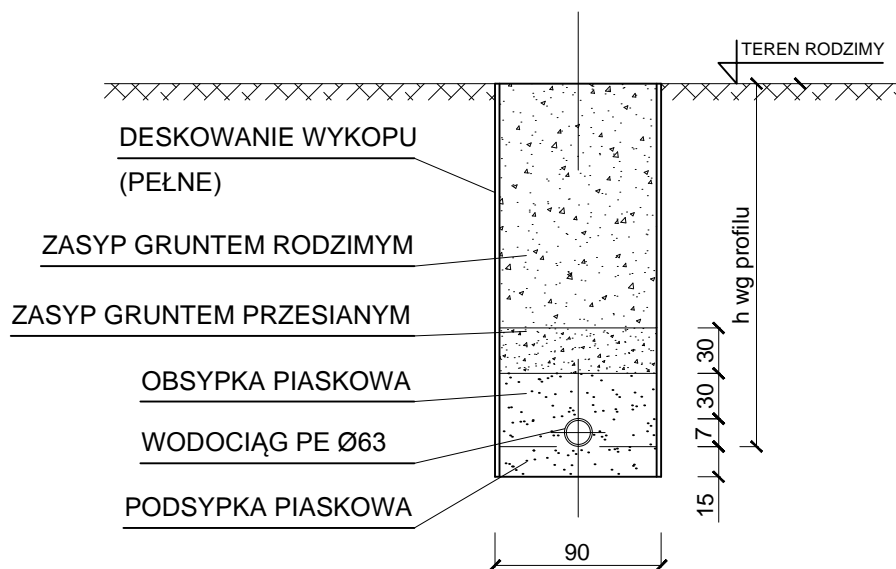 TEREN RODZIMY
DESKOWANIE WYKOPU
(PEŁNE)
ZASYP GRUNTEM RODZIMYM
ZASYP GRUNTEM PRZESIANYM
OBSYPKA PIASKOWA
WODOCIĄG PE Ø63
PODSYPKA PIASKOWA
h wg profilu
30
30
7
15
90